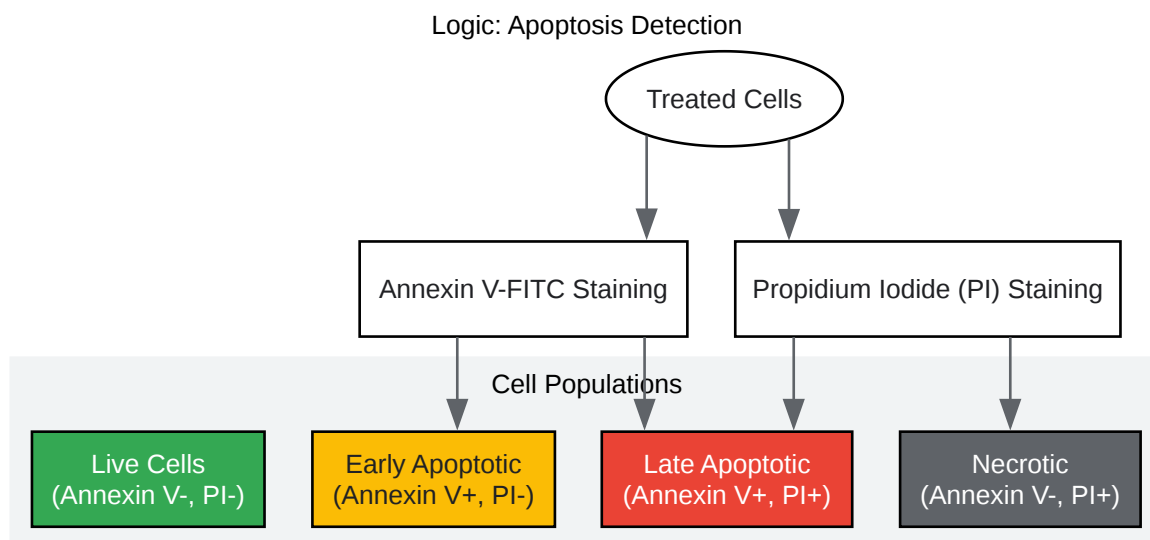 Logic: Apoptosis Detection
Treated Cells
Annexin V-FITC Staining
Propidium Iodide (PI) Staining
Cell Populations
Live Cells
(Annexin V-, PI-)
Early Apoptotic
(Annexin V+, PI-)
Late Apoptotic
(Annexin V+, PI+)
Necrotic
(Annexin V-, PI+)